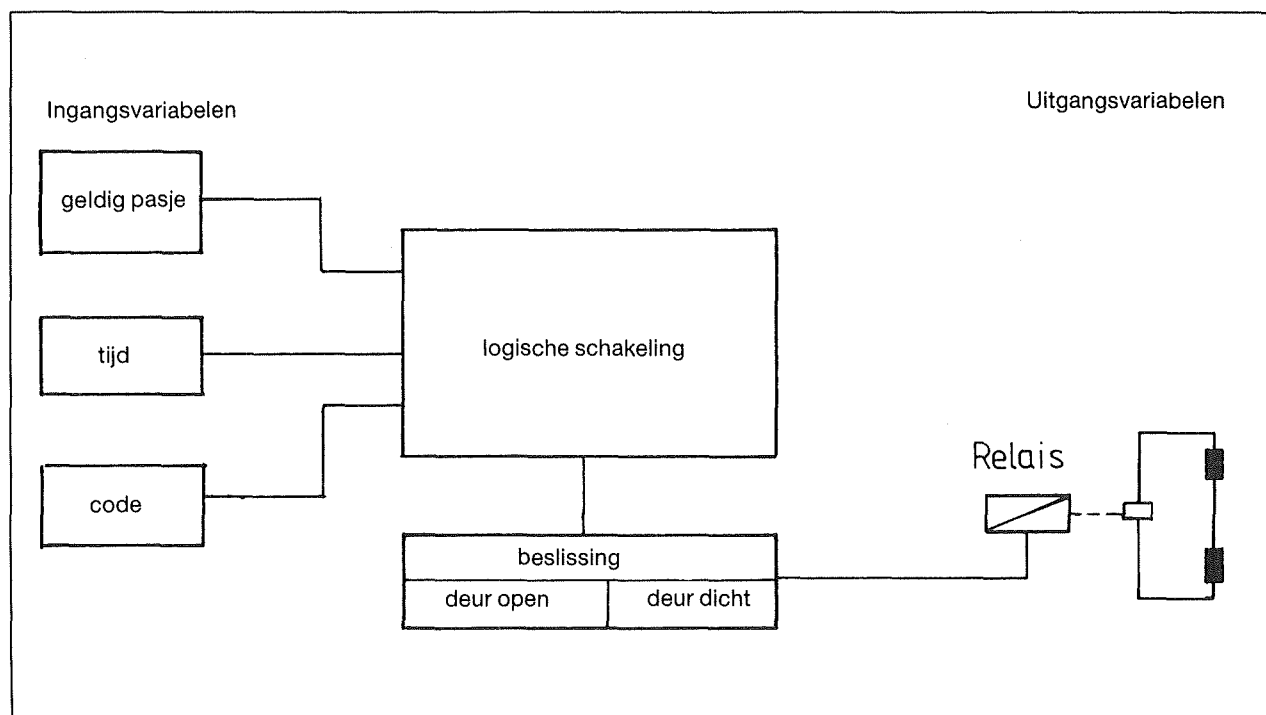 Ingangsvariabelen
Uitgangsvariabelen
geldig pasje
tijd
code
logische schakeling
beslissing
deur open
deur dicht
Relais